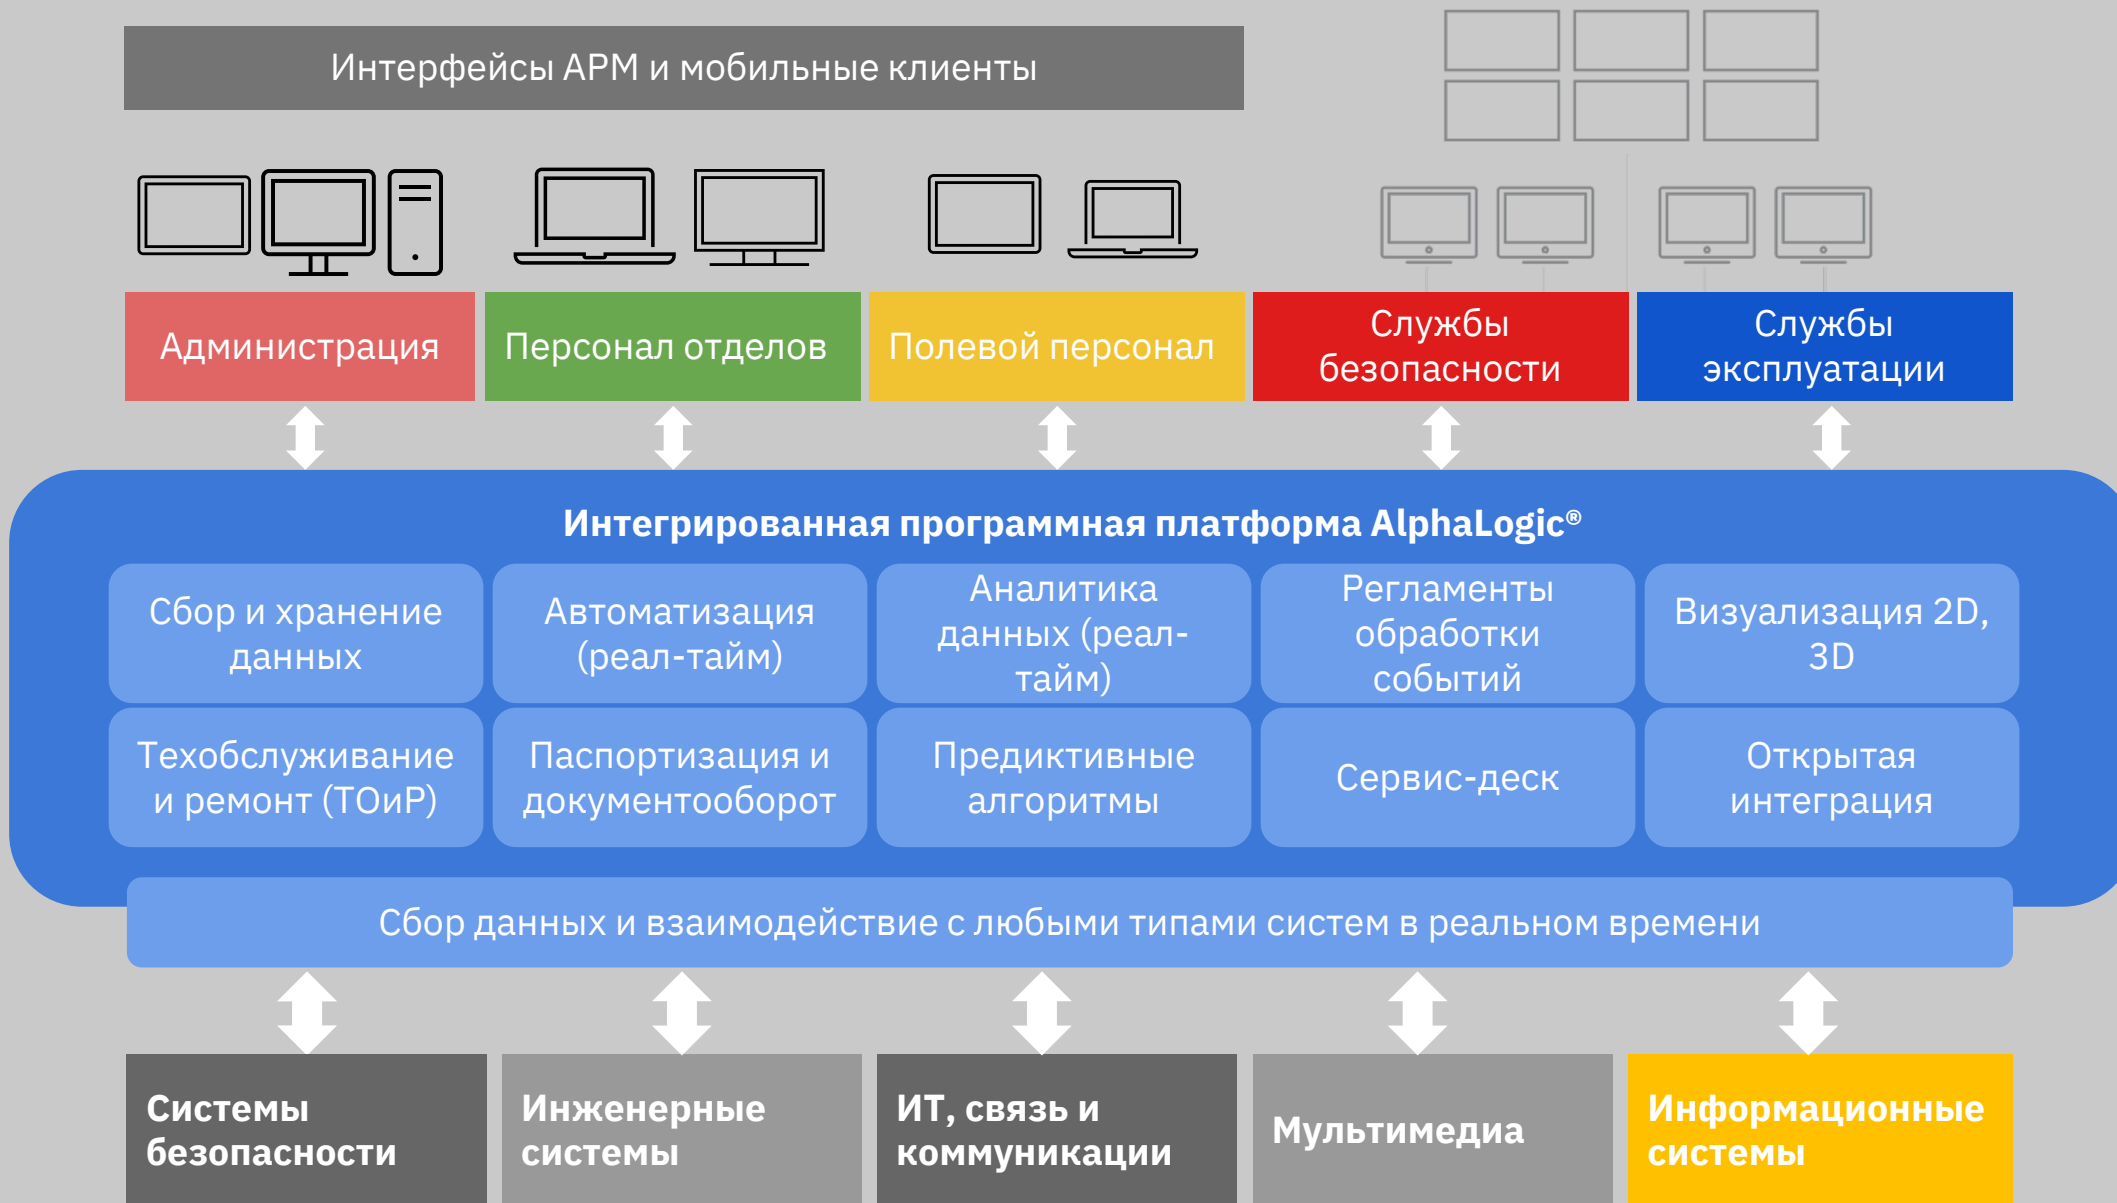 Интерфейсы АРМ и мобильные клиенты
Администрация
Персонал отделов
Полевой персонал
Службы
безопасности
Службы
эксплуатации
Интегрированная программная платформа AlphaLogic®
Сбор и хранение
данных
Автоматизация
(реал-тайм)
Аналитика
данных (реал-
тайм)
Регламенты
обработки
событий
Визуализация 2D,
3D
Техобслуживание
и ремонт (ТОиР)
Паспортизация и
документооборот
Предиктивные
алгоритмы
Сервис-деск
Открытая
интеграция
Сбор данных и взаимодействие с любыми типами систем в реальном времени
Системы
безопасности
Инженерные
системы
ИТ, связь и
коммуникации
Мультимедиа
Информационные
системы